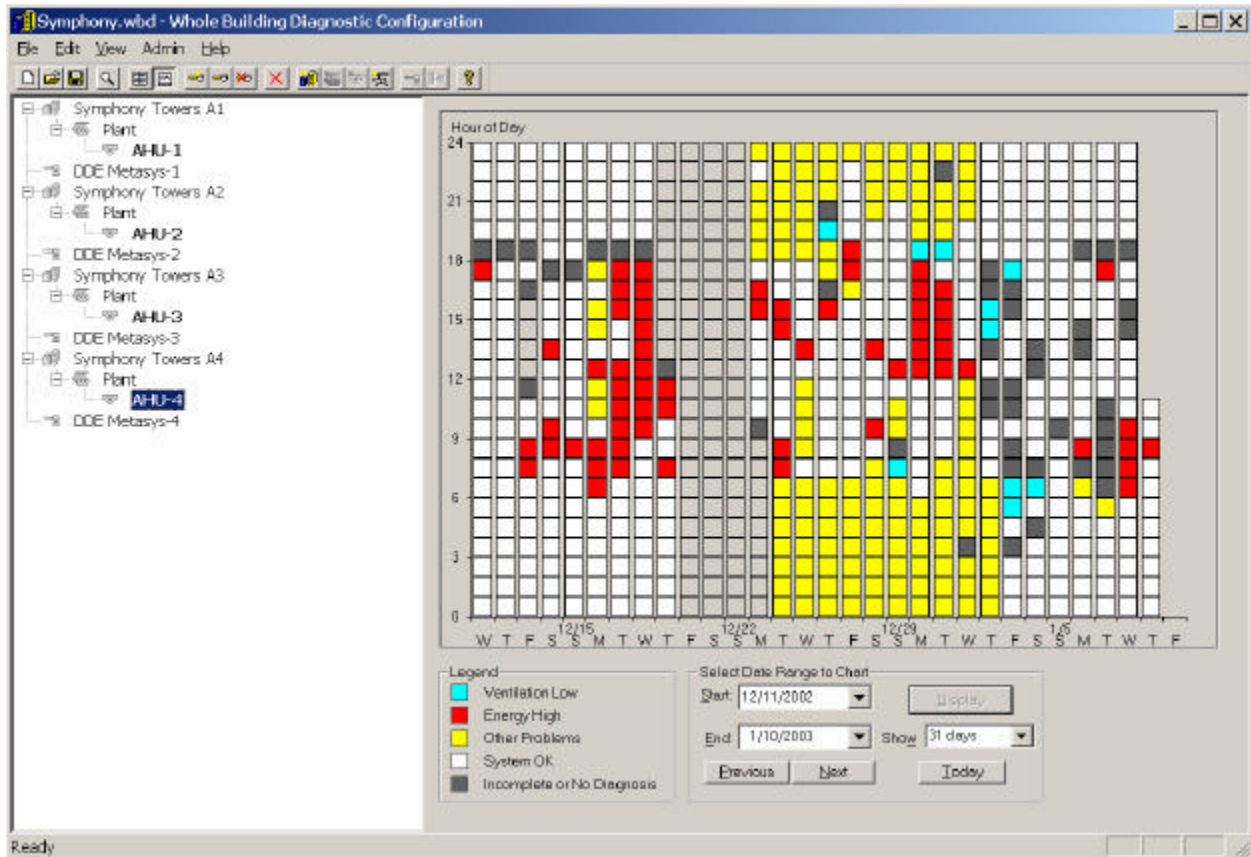 Symphony.wbd - Whole Building Diagnostic Configuration
File Edit View Admin Help
Symphony Towers A1
Plant
AHU-1
DDE Metasys-1
Symphony Towers A2
Plant
AHU-2
DDE Metasys-2
Symphony Towers A3
Plant
AHU-3
DDE Metasys-3
Symphony Towers A4
Plant
AHU-4
DDE Metasys-4
Hour of Day
24
21
18
15
12
9
6
3
0
12/15 12/22 12/29 1/5
W T F S S M T W T F S S M T W T F S S M T W T F S S M T W T F
Legend
Ventilation Low
Energy High
Other Problems
System OK
Incomplete or No Diagnosis
Select Date Range to Chart
Start: 12/11/2002 Display
End: 1/10/2003 Show 31 days
Previous Next Today
Ready